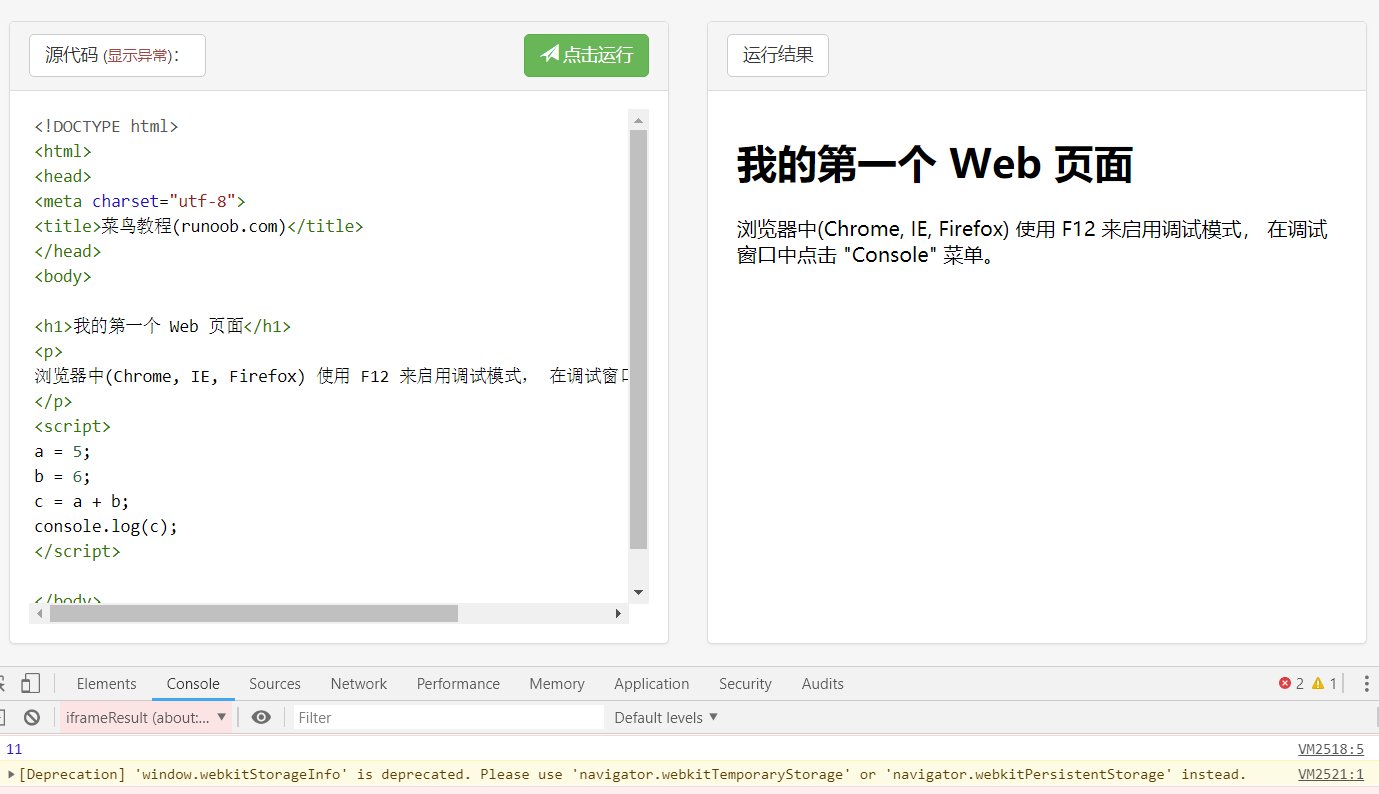 源代码 (显示异常)：
点击运行
<!DOCTYPE html>
<html>
<head>
<meta charset="utf-8">
<title>菜鸟教程(runoob.com)</title>
</head>
<body>
<h1>我的第一个 Web 页面</h1>
<p>
浏览器中(Chrome, IE, Firefox) 使用 F12 来启用调试模式， 在调试窗口
</p>
<script>
a = 5;
b = 6;
c = a + b;
console.log(c);
</script>
</body>
运行结果
我的第一个 Web 页面
浏览器中(Chrome, IE, Firefox) 使用 F12 来启用调试模式， 在调试
窗口中点击 "Console" 菜单。
Elements Console Sources Network Performance Memory Application Security Audits 2 1
iframeResult (about:... Filter Default levels
11 VM2518:5
[Deprecation] 'window.webkitStorageInfo' is deprecated. Please use 'navigator.webkitTemporaryStorage' or 'navigator.webkitPersistentStorage' instead. VM2521:1